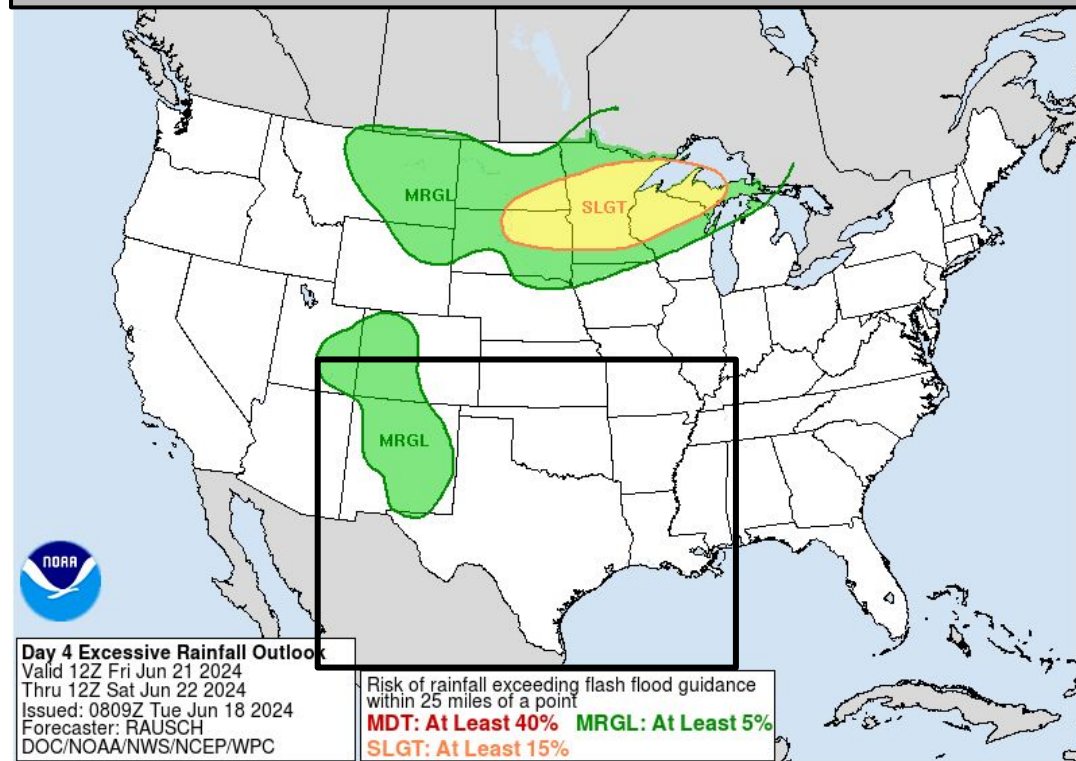 MRGL
SLGT
MRGL
NOAA
Day 4 Excessive Rainfall Outlook
Valid 12Z Fri Jun 21 2024
Thru 12Z Sat Jun 22 2024
Issued: 0809Z Tue Jun 18 2024
Forecaster: RAUSCH
DOC/NOAA/NWS/NCEP/WPC
Risk of rainfall exceeding flash flood guidance
within 25 miles of a point
MDT: At Least 40% MRGL: At Least 5%
SLGT: At Least 15%